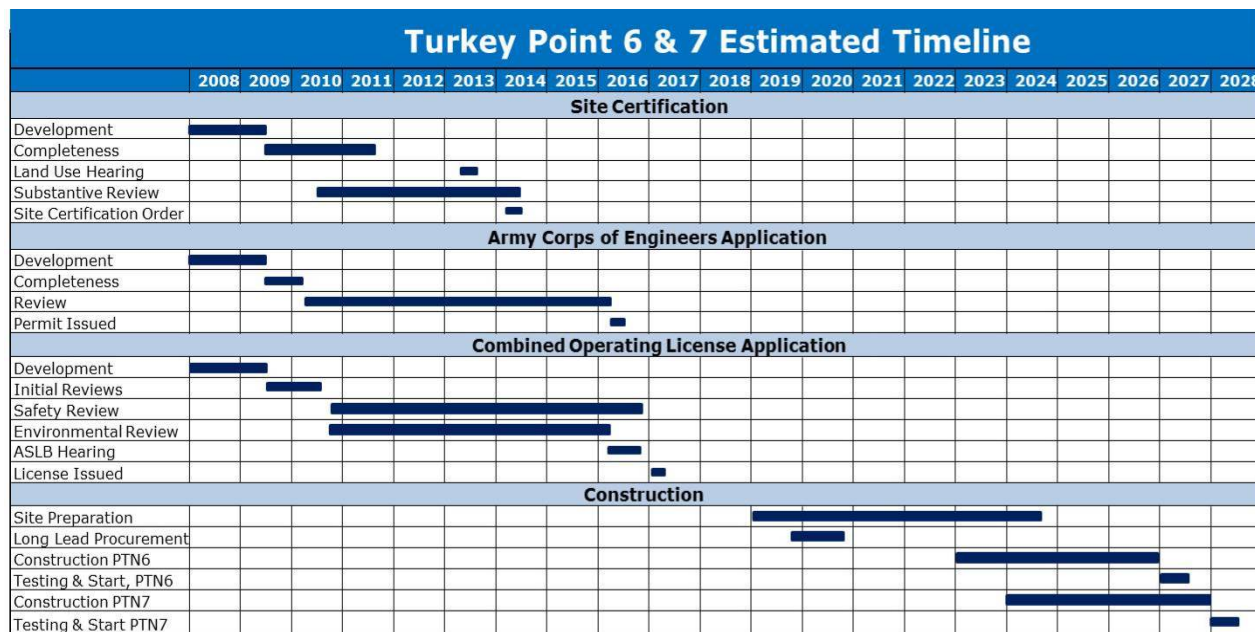 Turkey Point 6 & 7 Estimated Timeline
2008 2009 2010 2011 2012 2013 2014 2015 2016 2017 2018 2019 2020 2021 2022 2023 2024 2025 2026 2027 2028
Site Certification
Development
Completeness
Land Use Hearing
Substantive Review
Site Certification Order
Army Corps of Engineers Application
Development
Completeness
Review
Permit Issued
Combined Operating License Application
Development
Initial Reviews
Safety Review
Environmental Review
ASLB Hearing
License Issued
Construction
Site Preparation
Long Lead Procurement
Construction PTN6
Testing & Start, PTN6
Construction PTN7
Testing & Start PTN7